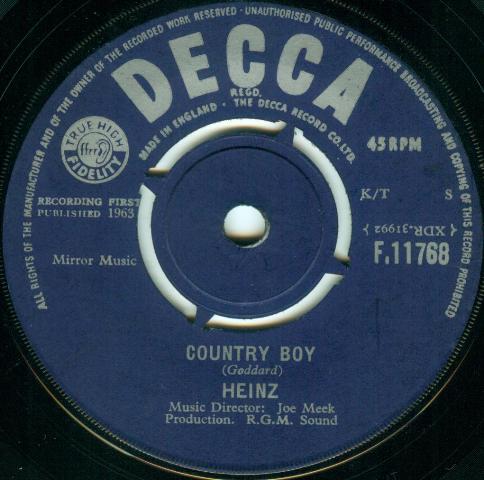 ALL RIGHTS OF THE MANUFACTURER AND OF THE OWNER OF THE RECORDED WORK RESERVED · UNAUTHORISED PUBLIC PERFORMANCE BROADCASTING AND COPYING OF THIS RECORD PROHIBITED
DECCA
REGD.
MADE IN ENGLAND · THE DECCA RECORD CO. LTD.
TRUE HIGH
ffrr
FIDELITY
45 RPM
RECORDING FIRST
PUBLISHED 1963
K/T S
{ XDR.31992 }
F.11768
Mirror Music
COUNTRY BOY
(Goddard)
HEINZ
Music Director: Joe Meek
Production. R.G.M. Sound